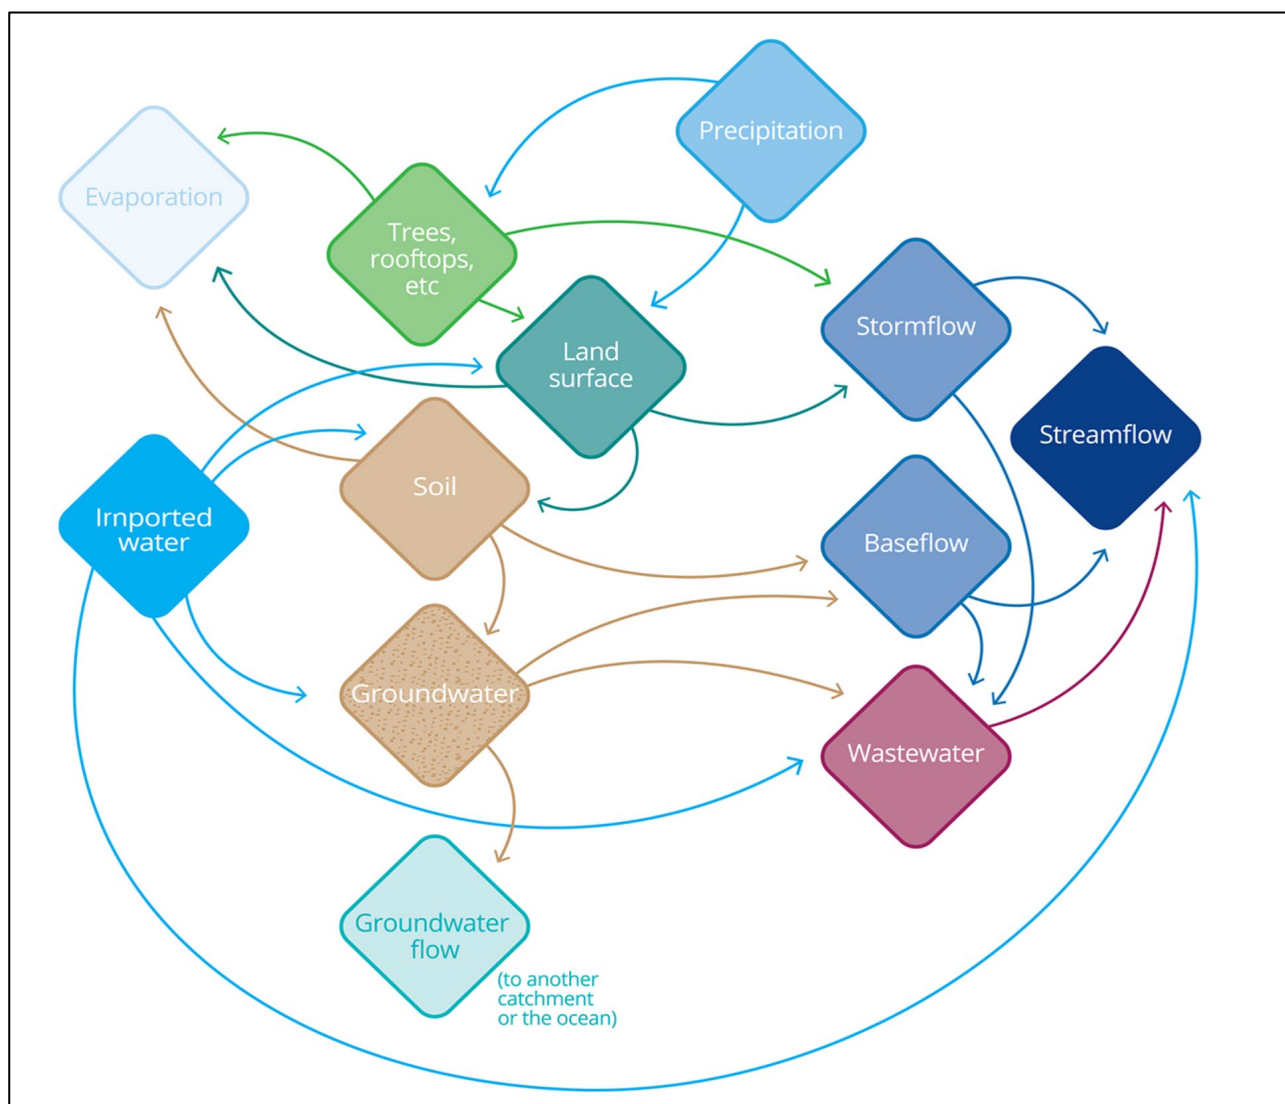 Precipitation
Evaporation
Trees,
rooftops,
etc
Stormflow
Land
surface
Streamflow
Soil
Irnported
water
Baseflow
Groundwater
Wastewater
Groundwater
flow
(to another
catchment
or the ocean)